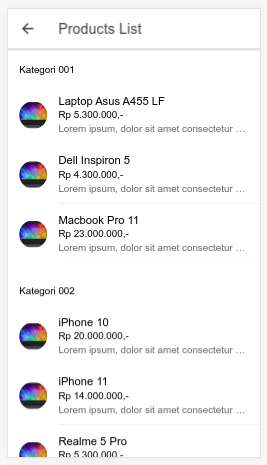 Products List
Kategori 001
Laptop Asus A455 LF
Rp 5.300.000,-
Lorem ipsum, dolor sit amet consectetur ...
Dell Inspiron 5
Rp 4.300.000,-
Lorem ipsum, dolor sit amet consectetur ...
Macbook Pro 11
Rp 23.000.000,-
Lorem ipsum, dolor sit amet consectetur ...
Kategori 002
iPhone 10
Rp 20.000.000,-
Lorem ipsum, dolor sit amet consectetur ...
iPhone 11
Rp 14.000.000,-
Lorem ipsum, dolor sit amet consectetur ...
Realme 5 Pro
Rp 5.300.000,-